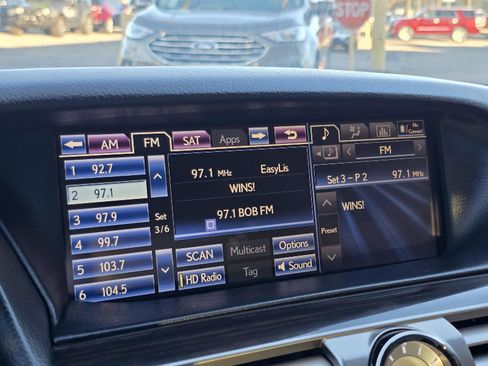 STOP
AM
FM
SAT
Apps
No
Connect
1 92.7
2 97.1
3 97.9
4 99.7
5 103.7
6 104.5
Set
3/6
97.1 MHz EasyLis
WINS!
97.1 BOB FM
SCAN
Multicast
Options
HD Radio
Tag
Sound
FM
Set 3 - P 2 97.1 MHz
WINS!
Preset